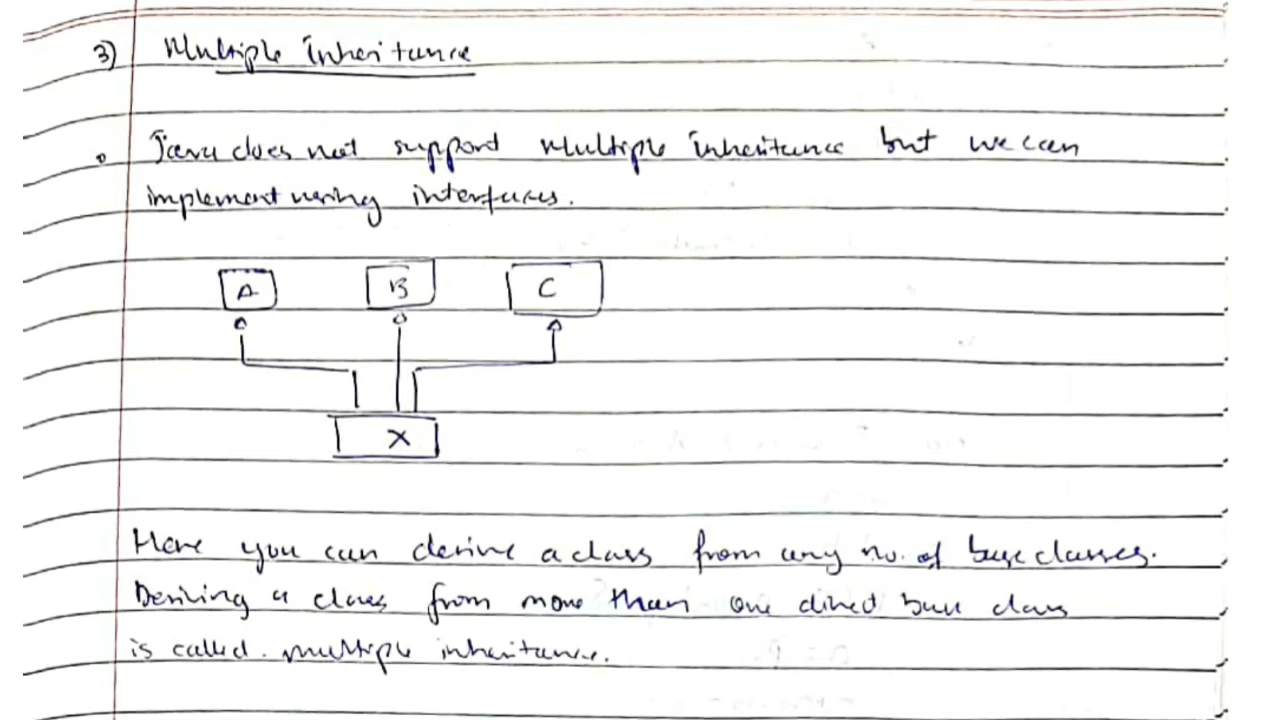 3) Multiple inheritance
• Java does not support Multiple inheritance but we can
implement using interfaces.
A B C
X
Here you can derive a class from any no. of base classes.
Deriving a class from more than one direct base class
is called. multiple inheritance.